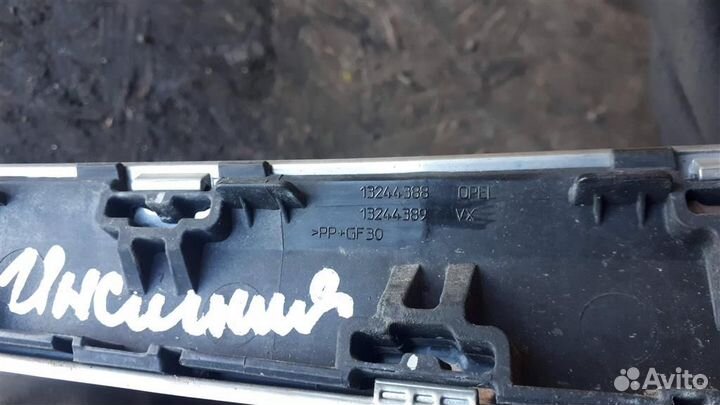 13244388 OPEL
13244389 VX
>PP+GF30
Инсигния
Avito